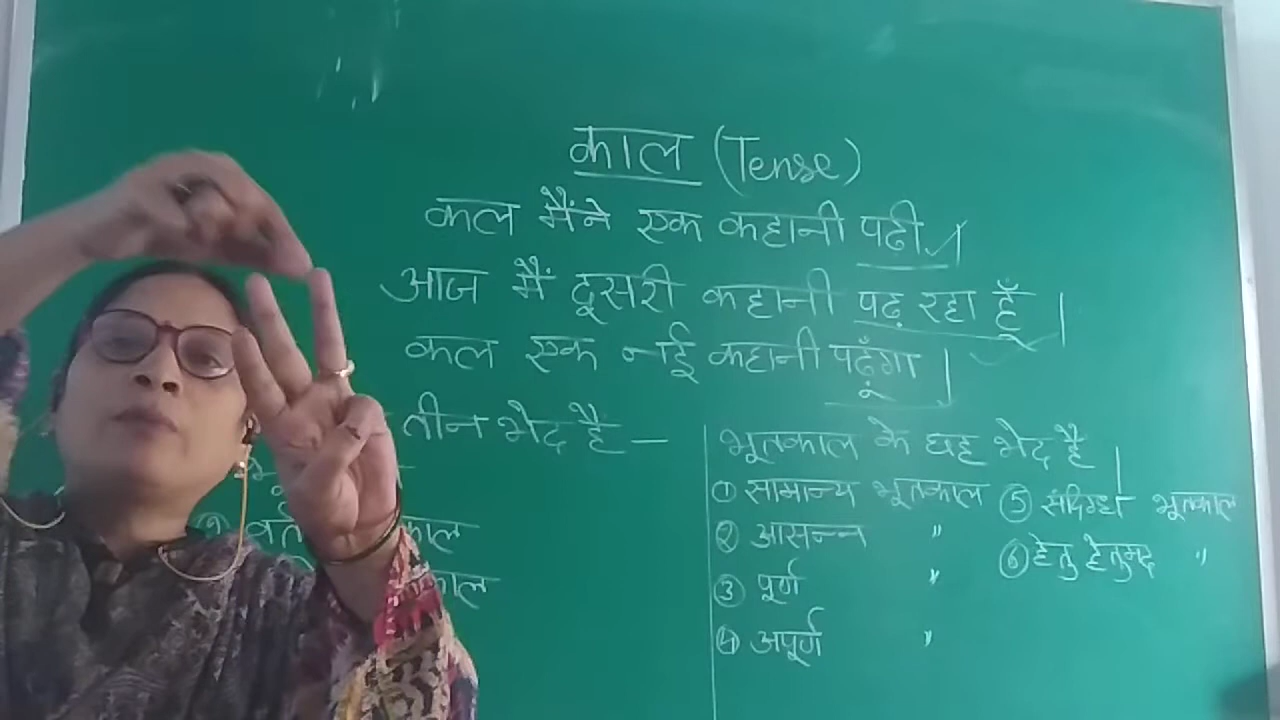 काल (Tense)
कल मैंने एक कहानी पढी।
आज मैं दूसरी कहानी पढ़ रहा हूँ।
कल एक नई कहानी पढूंगा।
तीन भेद है —
काल
काल
भूतकाल के छह भेद है।
① सामान्य भूतकाल
② आसन्न "
③ पूर्ण "
④ अपूर्ण "
⑤ संदिग्ध भूतकाल
⑥ हेतु हेतुमद "